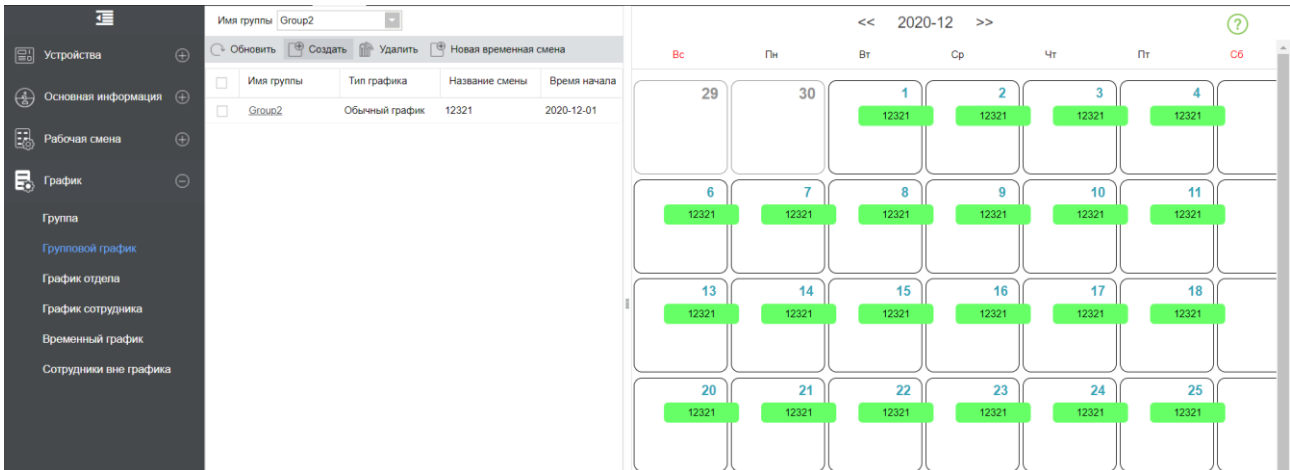 Имя группы Group2
<< 2020-12 >>
?
Устройства
Основная информация
Рабочая смена
График
Группа
Групповой график
График отдела
График сотрудника
Временный график
Сотрудники вне графика
Обновить Создать Удалить Новая временная смена
Имя группы Тип графика Название смены Время начала
Group2 Обычный график 12321 2020-12-01
Вс Пн Вт Ср Чт Пт Сб
29 30 1 2 3 4
12321 12321 12321 12321
6 7 8 9 10 11
12321 12321 12321 12321 12321 12321
13 14 15 16 17 18
12321 12321 12321 12321 12321 12321
20 21 22 23 24 25
12321 12321 12321 12321 12321 12321